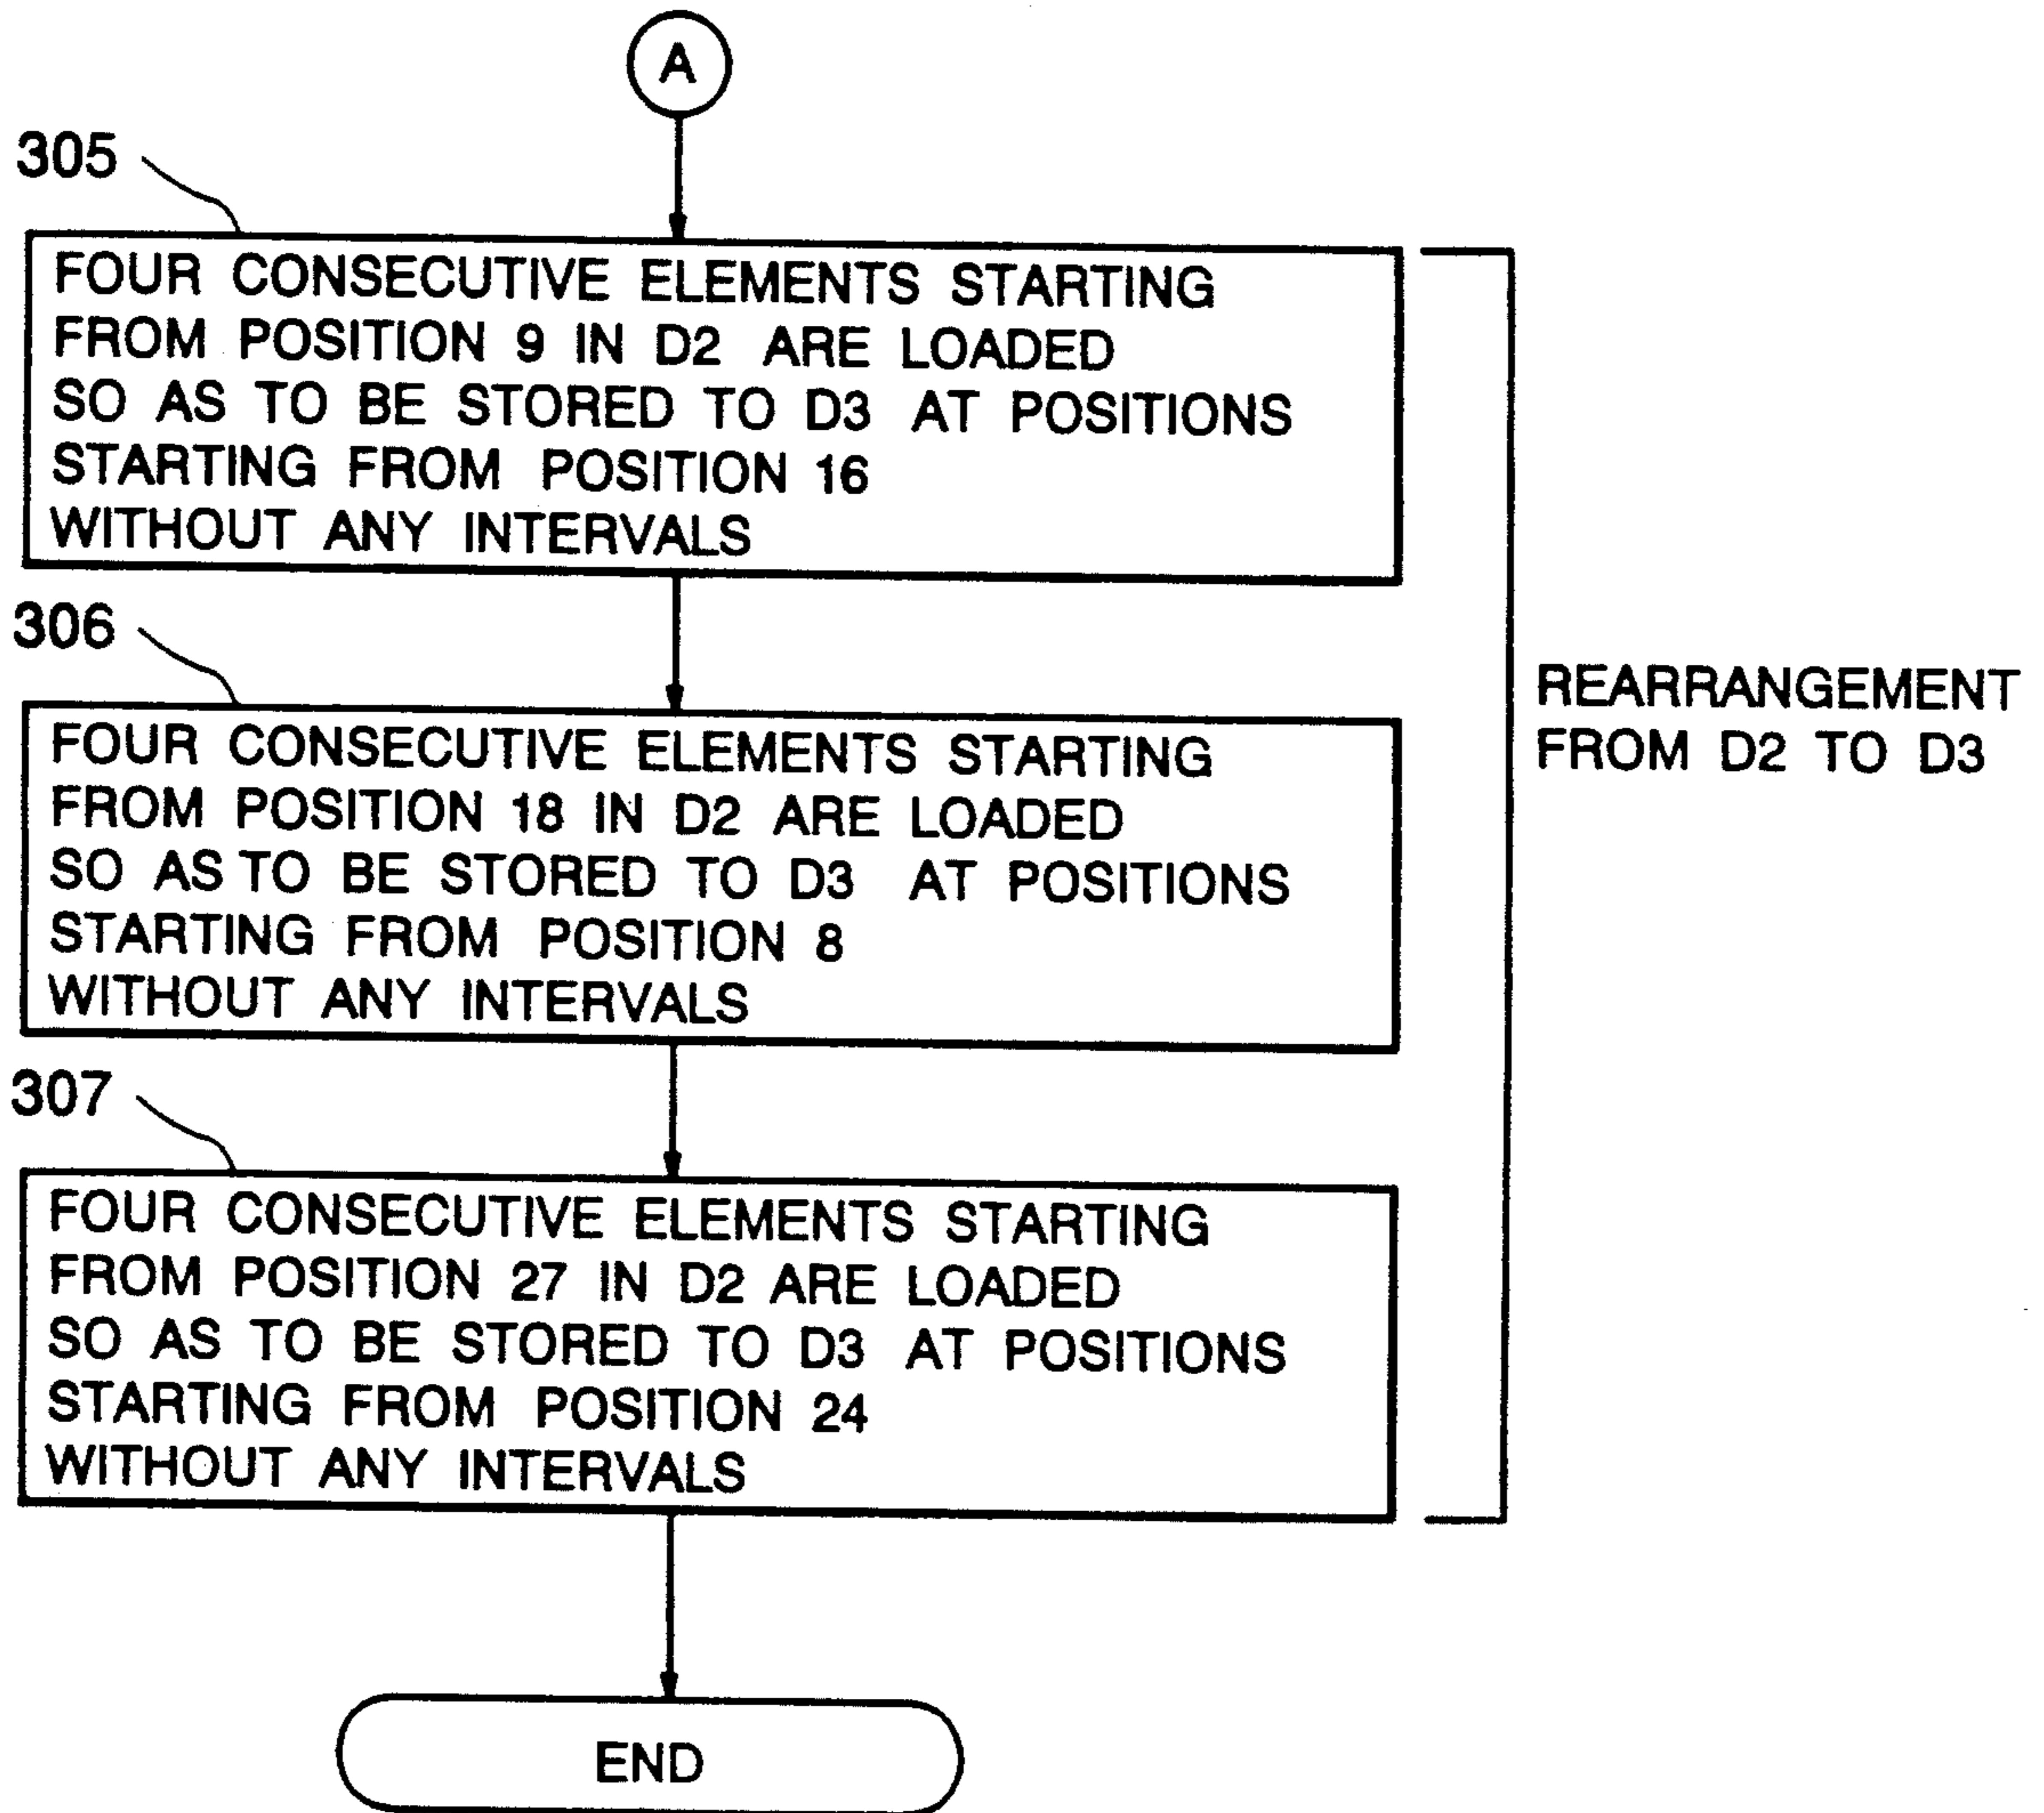 A
305
FOUR CONSECUTIVE ELEMENTS STARTING
FROM POSITION 9 IN D2 ARE LOADED
SO AS TO BE STORED TO D3 AT POSITIONS
STARTING FROM POSITION 16
WITHOUT ANY INTERVALS
306
FOUR CONSECUTIVE ELEMENTS STARTING
FROM POSITION 18 IN D2 ARE LOADED
SO AS TO BE STORED TO D3 AT POSITIONS
STARTING FROM POSITION 8
WITHOUT ANY INTERVALS
REARRANGEMENT
FROM D2 TO D3
307
FOUR CONSECUTIVE ELEMENTS STARTING
FROM POSITION 27 IN D2 ARE LOADED
SO AS TO BE STORED TO D3 AT POSITIONS
STARTING FROM POSITION 24
WITHOUT ANY INTERVALS
END